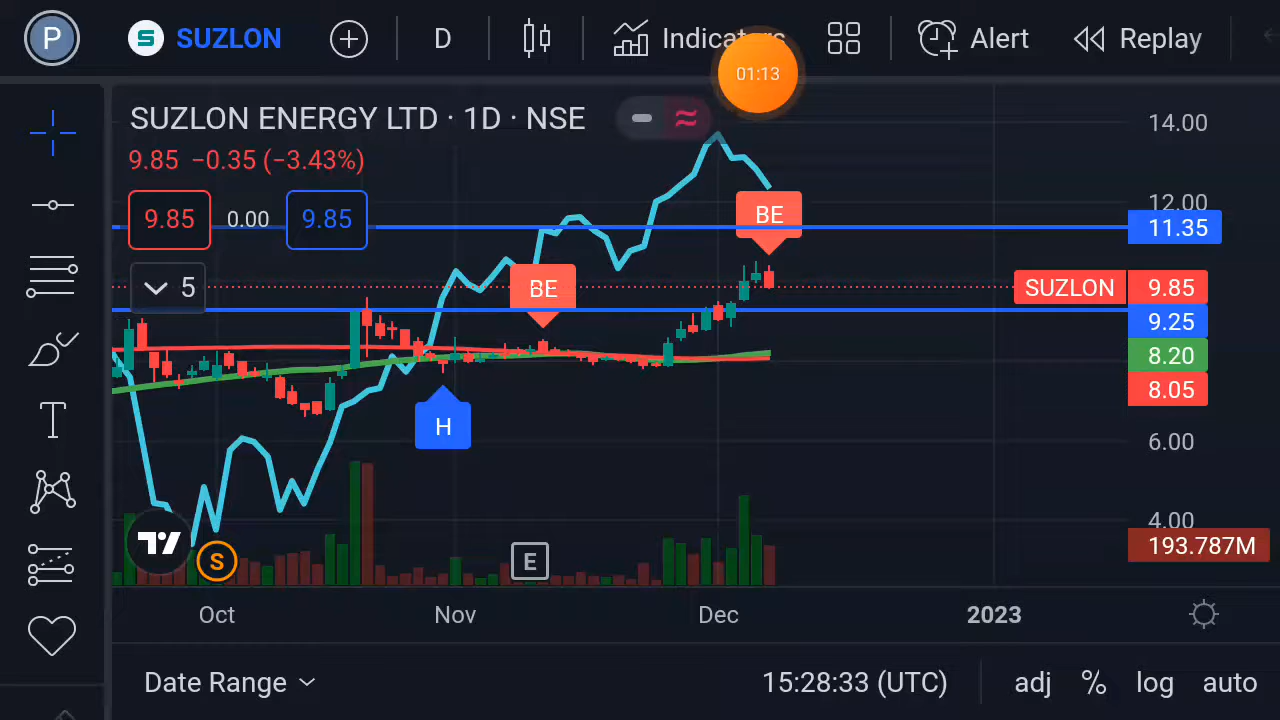 P
S SUZLON
D
Indicators
01:13
Alert
Replay
SUZLON ENERGY LTD · 1D · NSE
9.85 −0.35 (−3.43%)
9.85 0.00 9.85
5
BE
BE
H
S
E
14.00
12.00
11.35
SUZLON 9.85
9.25
8.20
8.05
6.00
4.00
193.787M
Oct Nov Dec 2023
Date Range
15:28:33 (UTC) adj % log auto